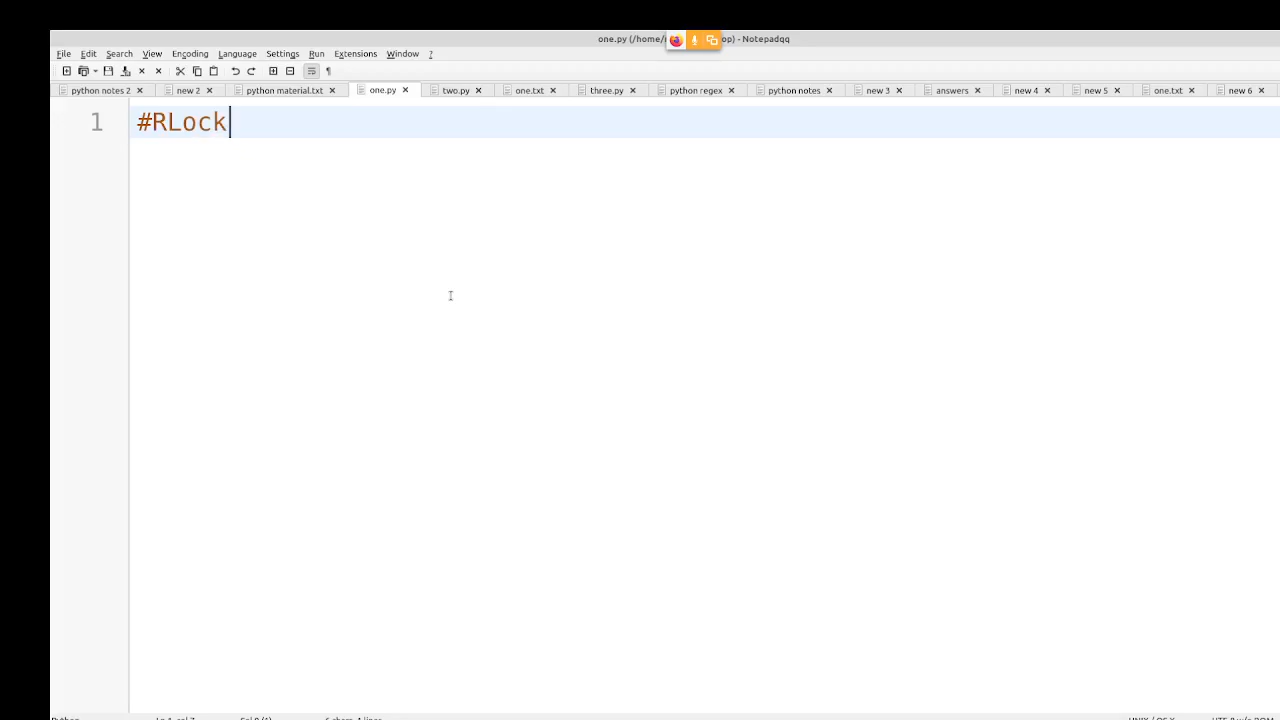 one.py (/home/ op) - Notepadqq
File Edit Search View Encoding Language Settings Run Extensions Window ?
python notes 2 new 2 python material.txt one.py two.py one.txt three.py python regex python notes new 3 answers new 4 new 5 one.txt new 6
1 #RLock